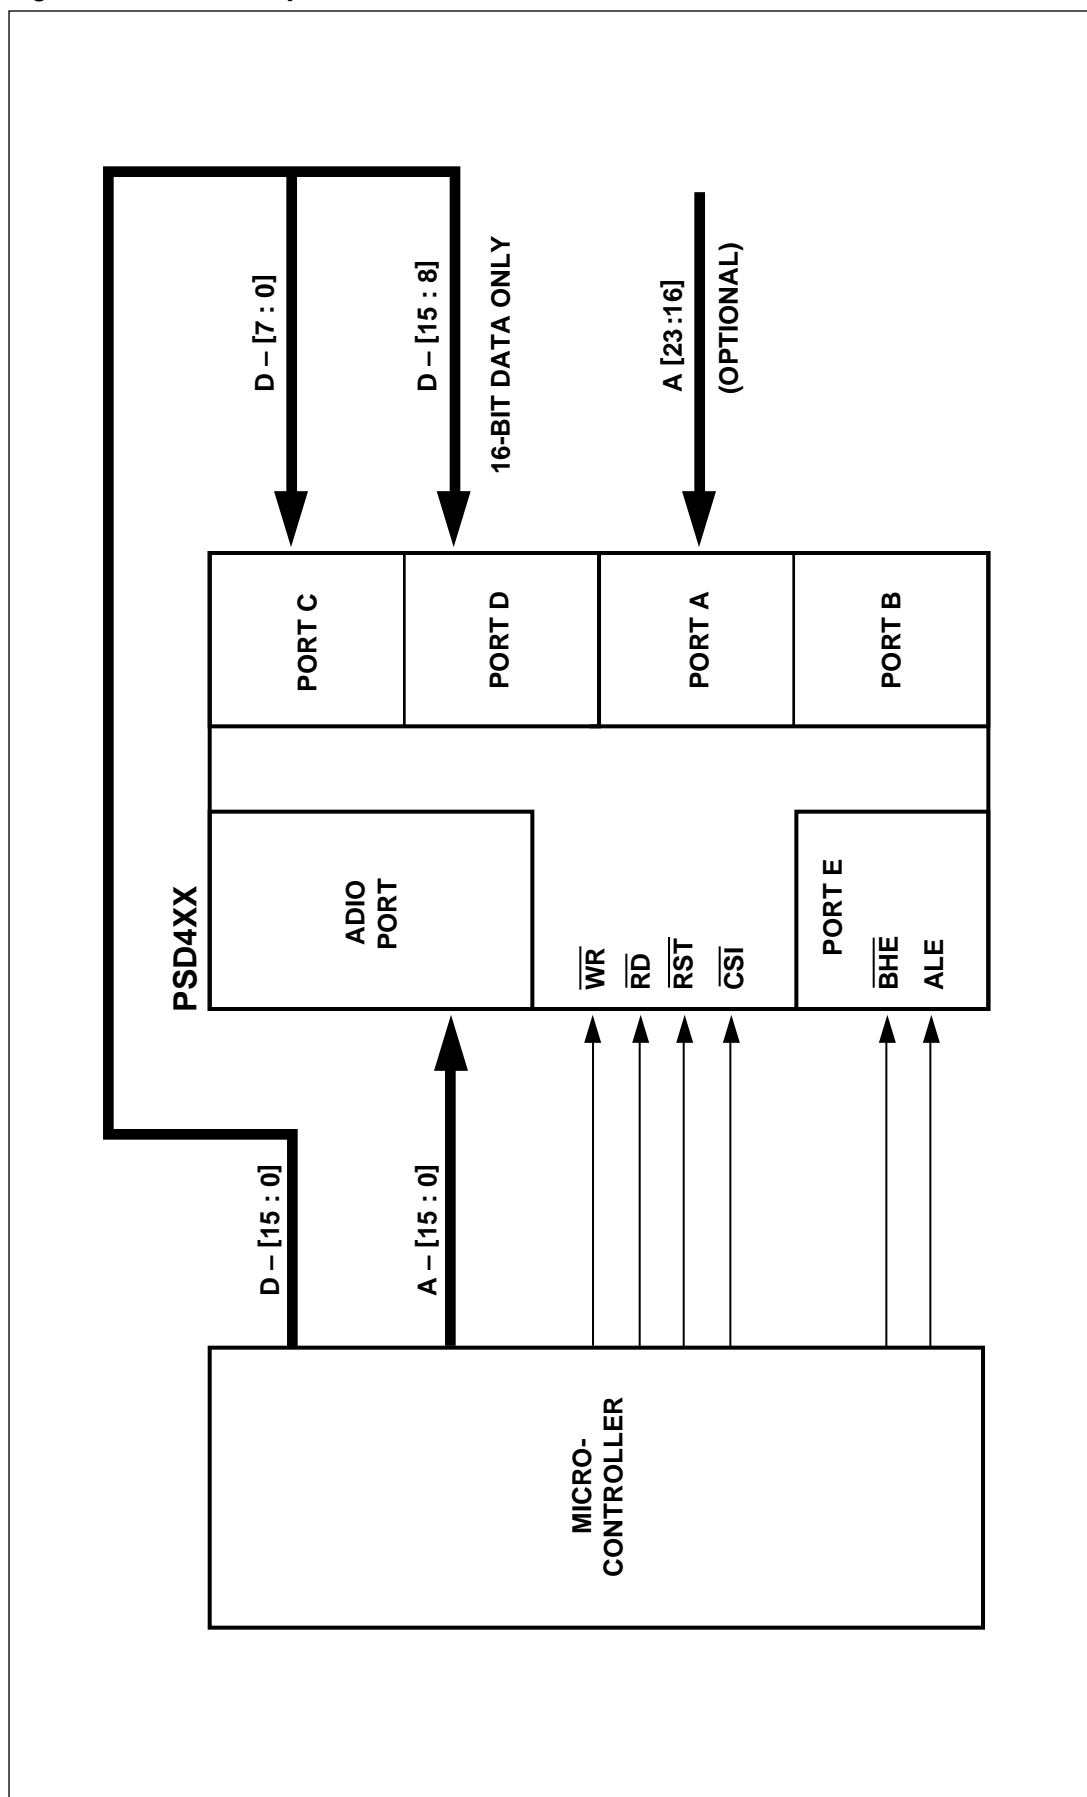 MICRO-
CONTROLLER
D – [15 : 0]
A – [15 : 0]
PSD4XX
ADIO
PORT
WR
RD
RST
CSI
PORT E
BHE
ALE
PORT C
PORT D
PORT A
PORT B
D – [7 : 0]
D – [15 : 8]
16-BIT DATA ONLY
A [23:16]
(OPTIONAL)